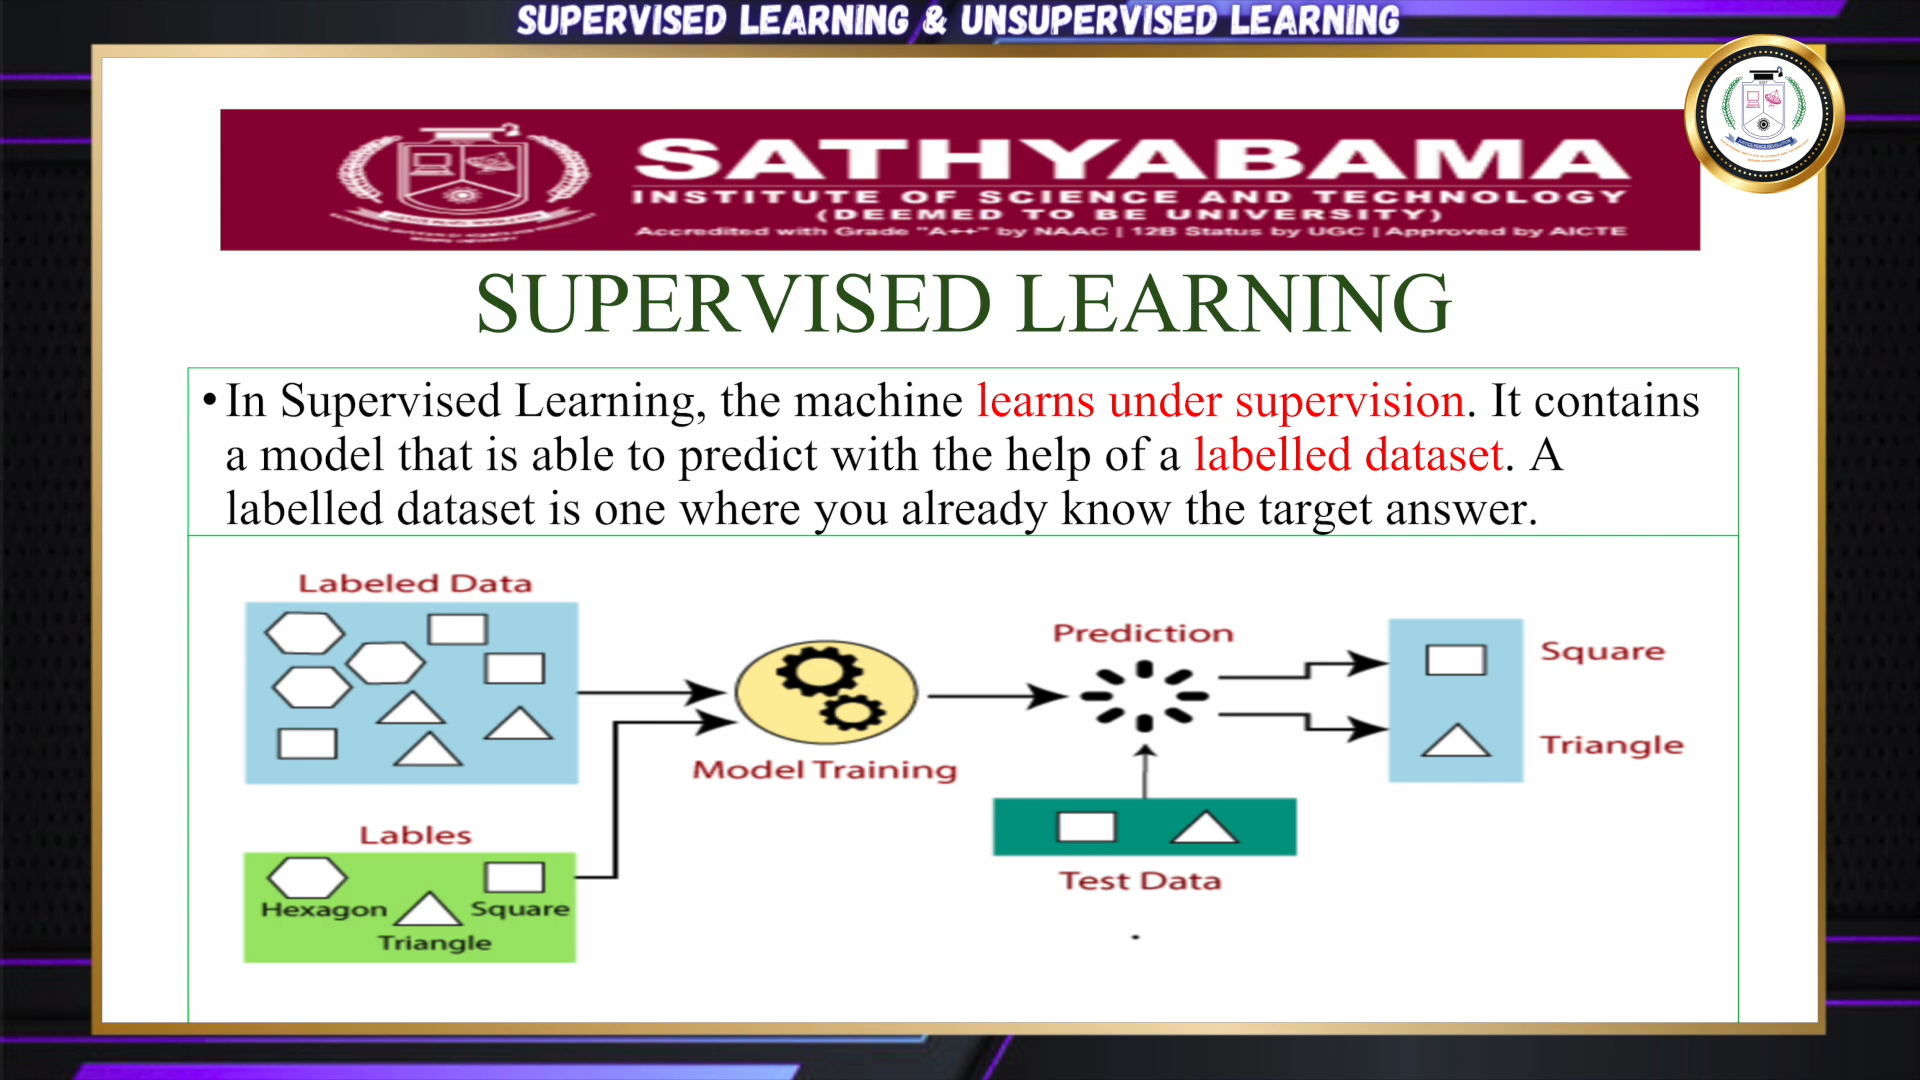 SUPERVISED LEARNING & UNSUPERVISED LEARNING
SATHYABAMA
INSTITUTE OF SCIENCE AND TECHNOLOGY
(DEEMED TO BE UNIVERSITY)
Accredited with Grade "A++" by NAAC | 12B Status by UGC | Approved by AICTE
SUPERVISED LEARNING
• In Supervised Learning, the machine learns under supervision. It contains
a model that is able to predict with the help of a labelled dataset. A
labelled dataset is one where you already know the target answer.
Labeled Data
Prediction
Square
Triangle
Model Training
Lables
Hexagon
Square
Triangle
Test Data